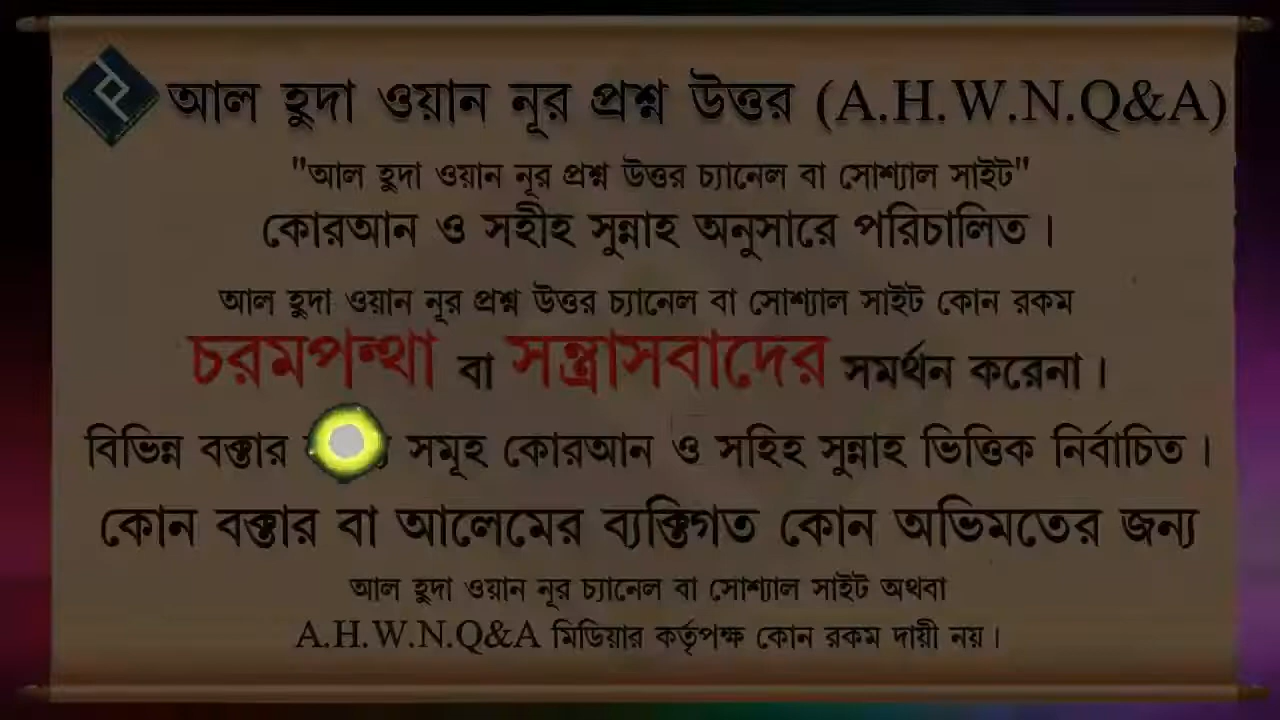 আল হুদা ওয়ান নূর প্রশ্ন উত্তর (A.H.W.N.Q&A)
"আল হুদা ওয়ান নূর প্রশ্ন উত্তর চ্যানেল বা সোশ্যাল সাইট"
কোরআন ও সহীহ সুন্নাহ অনুসারে পরিচালিত ।
আল হুদা ওয়ান নূর প্রশ্ন উত্তর চ্যানেল বা সোশ্যাল সাইট কোন রকম
চরমপন্থা বা সন্ত্রাসবাদের সমর্থন করেনা ।
বিভিন্ন বক্তার সমূহ কোরআন ও সহিহ সুন্নাহ ভিত্তিক নির্বাচিত ।
কোন বক্তার বা আলেমের ব্যক্তিগত কোন অভিমতের জন্য
আল হুদা ওয়ান নূর চ্যানেল বা সোশ্যাল সাইট অথবা
A.H.W.N.Q&A মিডিয়ার কর্তৃপক্ষ কোন রকম দায়ী নয় ।